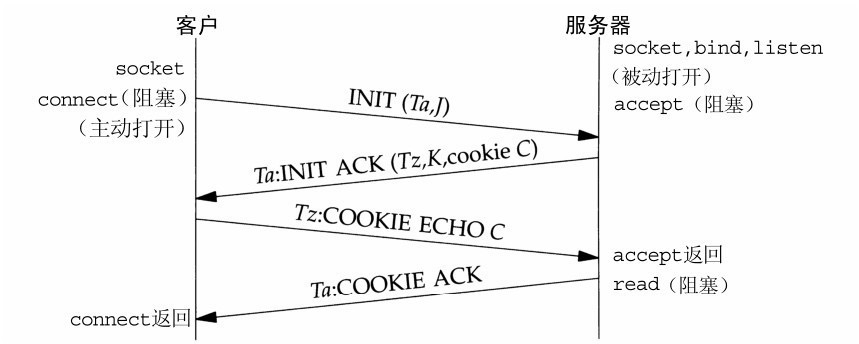 客户
服务器
socket
connect(阻塞)
(主动打开)
socket,bind,listen
(被动打开)
accept(阻塞)
INIT (Ta,J)
Ta:INIT ACK (Tz,K,cookie C)
Tz:COOKIE ECHO C
accept返回
read(阻塞)
Ta:COOKIE ACK
connect返回